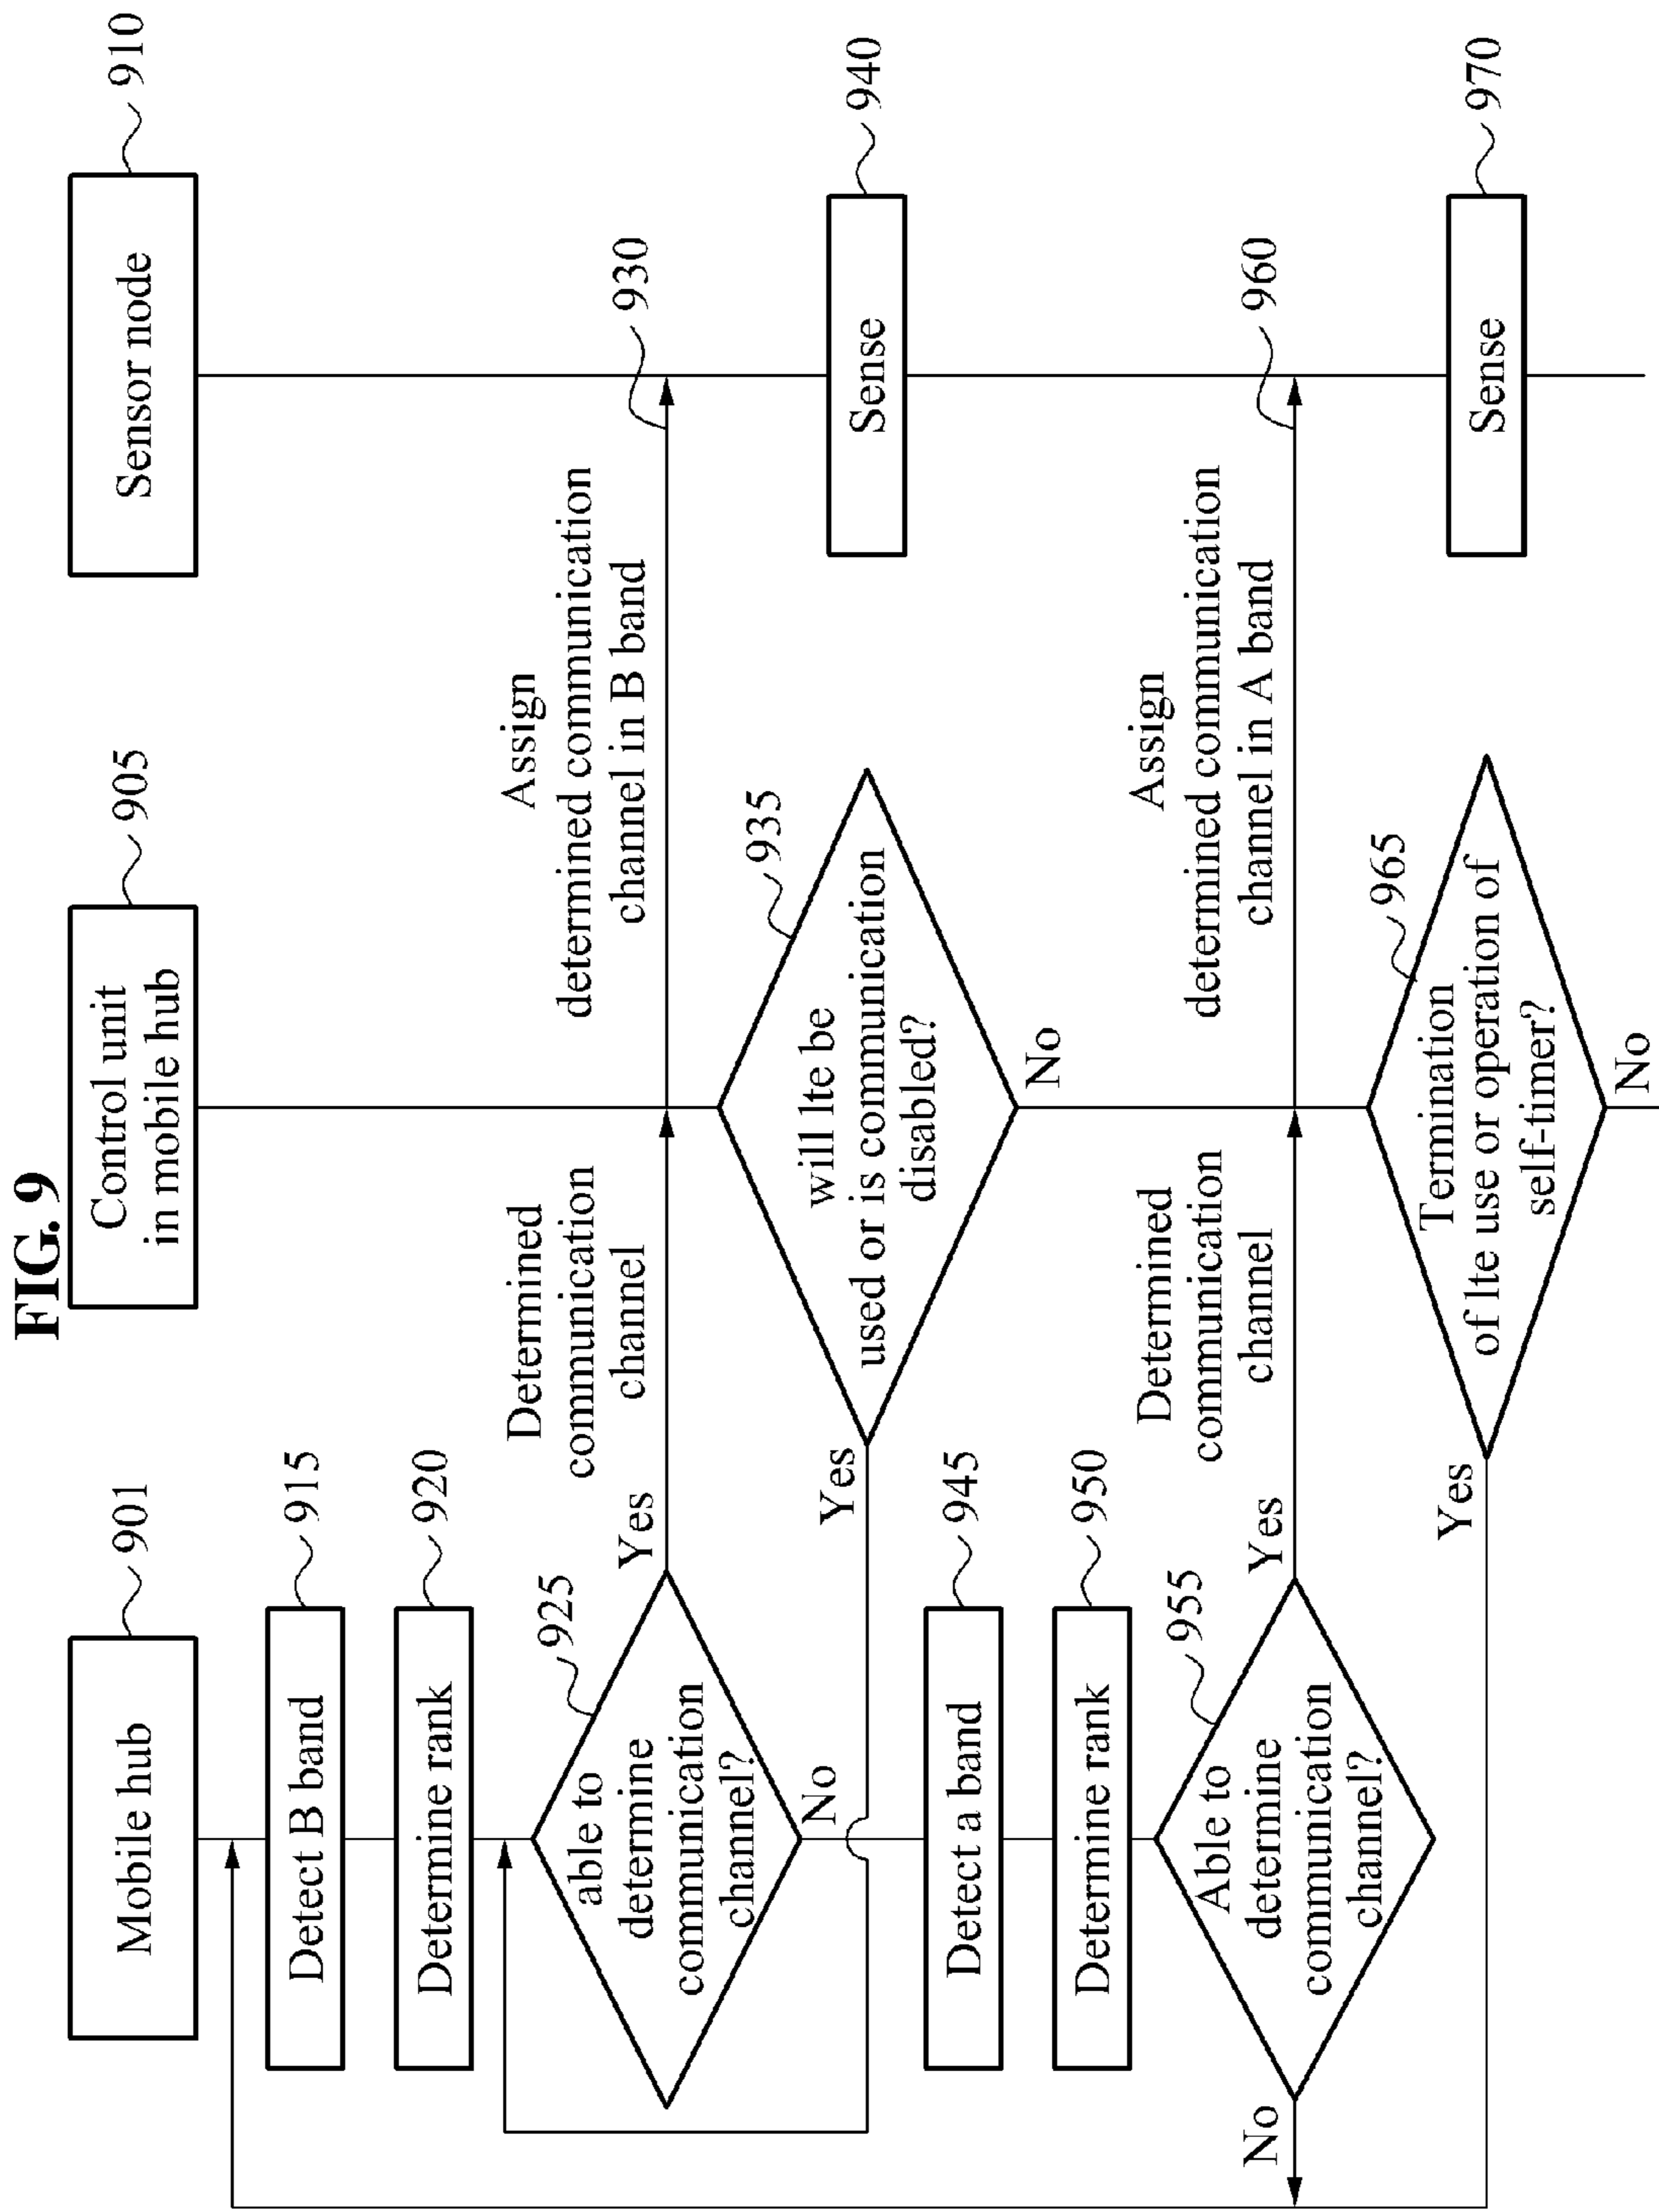 FIG. 9
Mobile hub
901
Control unit
in mobile hub
905
Sensor node
910
Detect B band
915
Determine rank
920
able to
determine
communication
channel?
925
Yes
No
Determined
communication
channel
Assign
determined communication
channel in B band
930
will lte be
used or is communication
disabled?
935
Yes
No
Sense
940
Detect a band
945
Determine rank
950
Able to
determine
communication
channel?
955
Yes
No
Determined
communication
channel
Assign
determined communication
channel in A band
960
Termination
of lte use or operation of
self-timer?
965
Yes
No
Sense
970